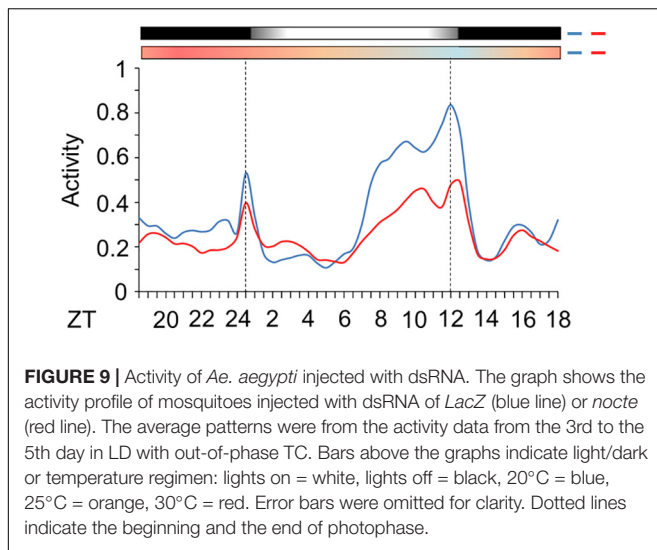 1
0.8
0.6
0.4
0.2
0
Activity
ZT 20 22 24 2 4 6 8 10 12 14 16 18
FIGURE 9 | Activity of Ae. aegypti injected with dsRNA. The graph shows the
activity profile of mosquitoes injected with dsRNA of LacZ (blue line) or nocte
(red line). The average patterns were from the activity data from the 3rd to the
5th day in LD with out-of-phase TC. Bars above the graphs indicate light/dark
or temperature regimen: lights on = white, lights off = black, 20°C = blue,
25°C = orange, 30°C = red. Error bars were omitted for clarity. Dotted lines
indicate the beginning and the end of photophase.